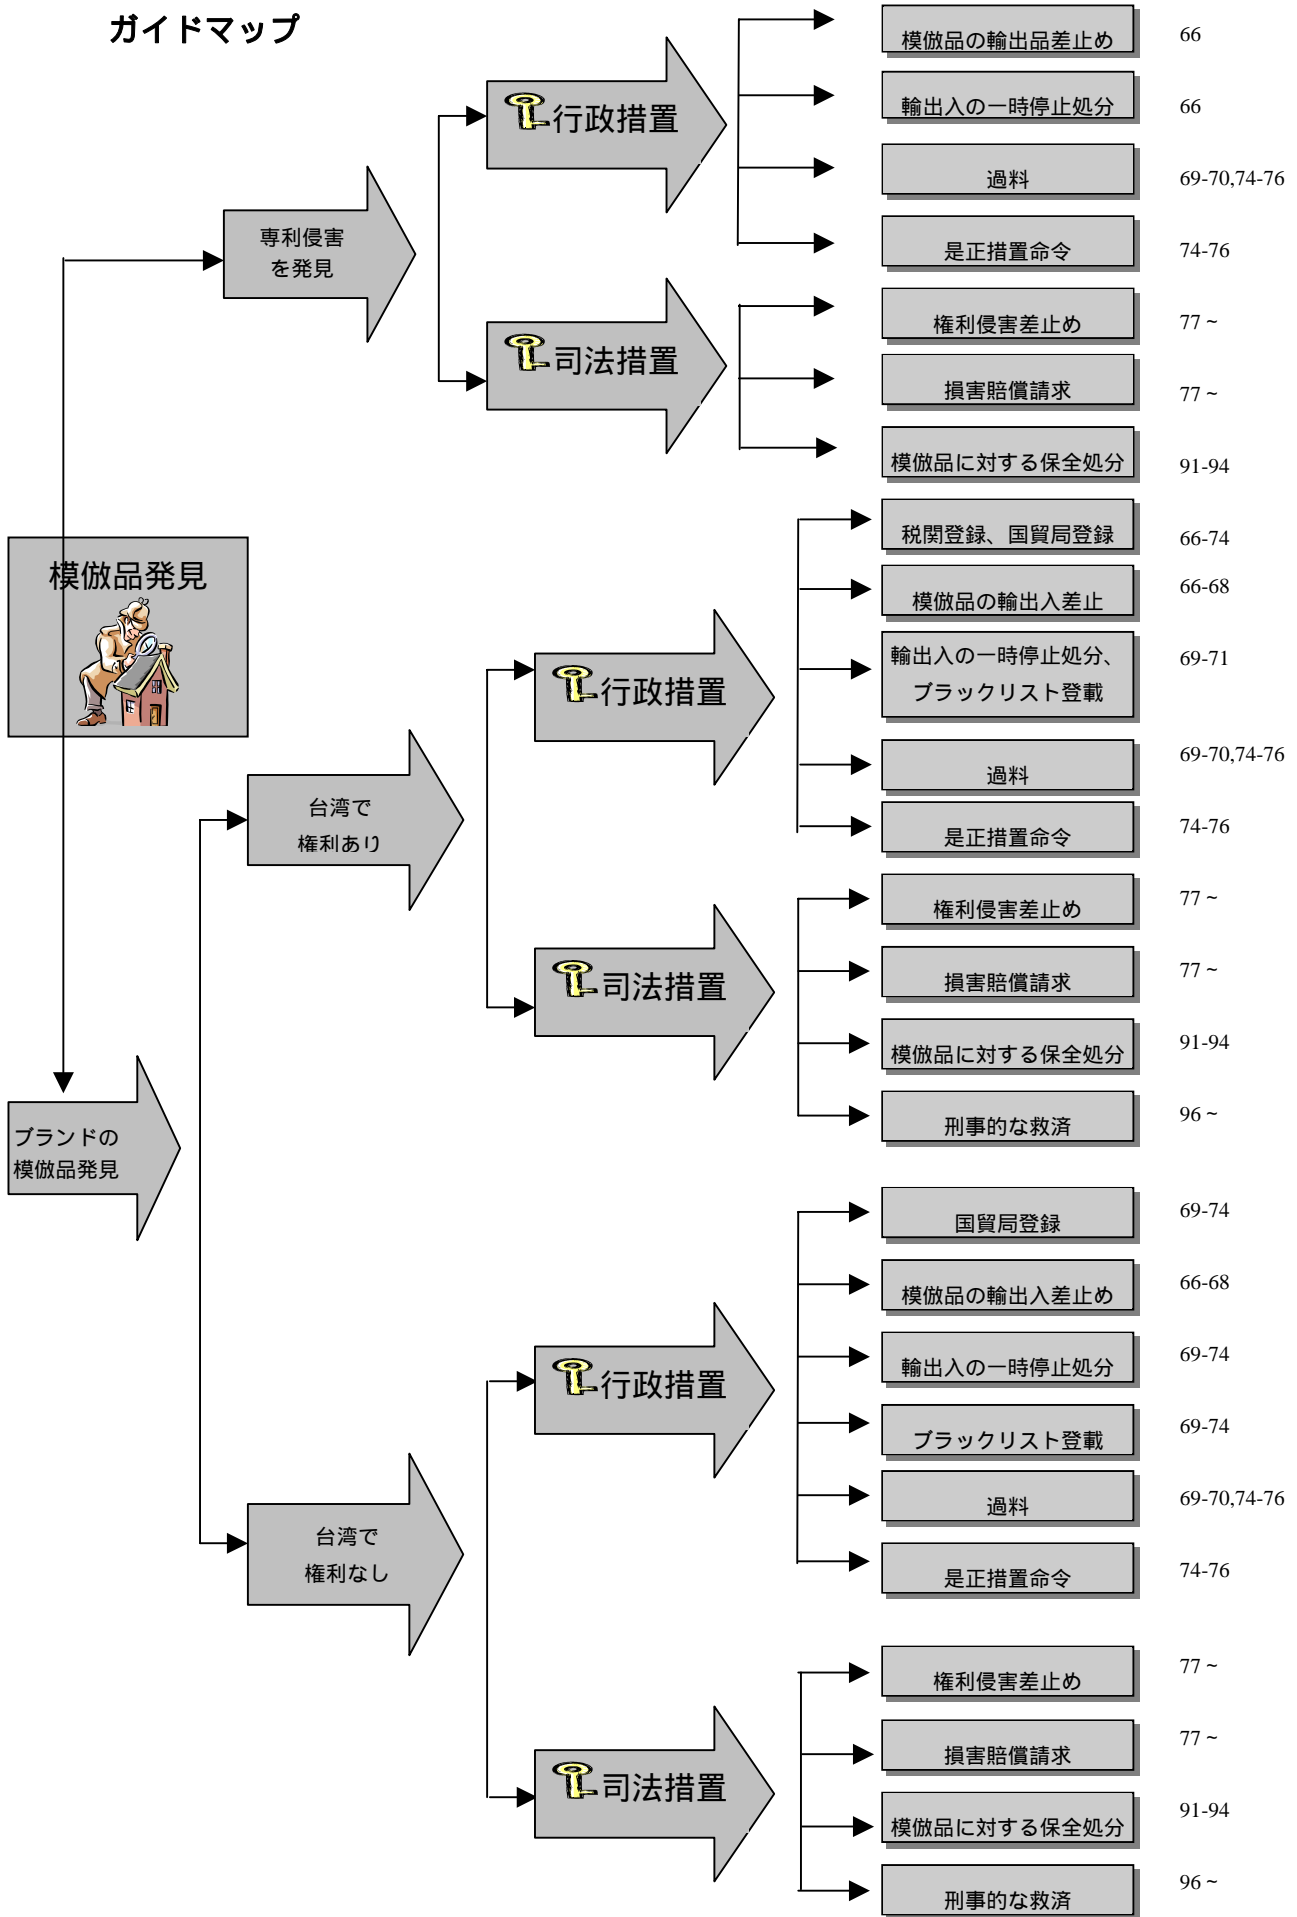 ガイドマップ
模倣品発見
専利侵害
を発見
行政措置
模倣品の輸出品差止め 66
輸出入の一時停止処分 66
過料 69-70,74-76
是正措置命令 74-76
司法措置
権利侵害差止め 77 ~
損害賠償請求 77 ~
模倣品に対する保全処分 91-94
ブランドの
模倣品発見
台湾で
権利あり
行政措置
税関登録、国貿局登録 66-74
模倣品の輸出入差止 66-68
輸出入の一時停止処分、 69-71
ブラックリスト登載
過料 69-70,74-76
是正措置命令 74-76
司法措置
権利侵害差止め 77 ~
損害賠償請求 77 ~
模倣品に対する保全処分 91-94
刑事的な救済 96 ~
台湾で
権利なし
行政措置
国貿局登録 69-74
模倣品の輸出入差止め 66-68
輸出入の一時停止処分 69-74
ブラックリスト登載 69-74
過料 69-70,74-76
是正措置命令 74-76
司法措置
権利侵害差止め 77 ~
損害賠償請求 77 ~
模倣品に対する保全処分 91-94
刑事的な救済 96 ~